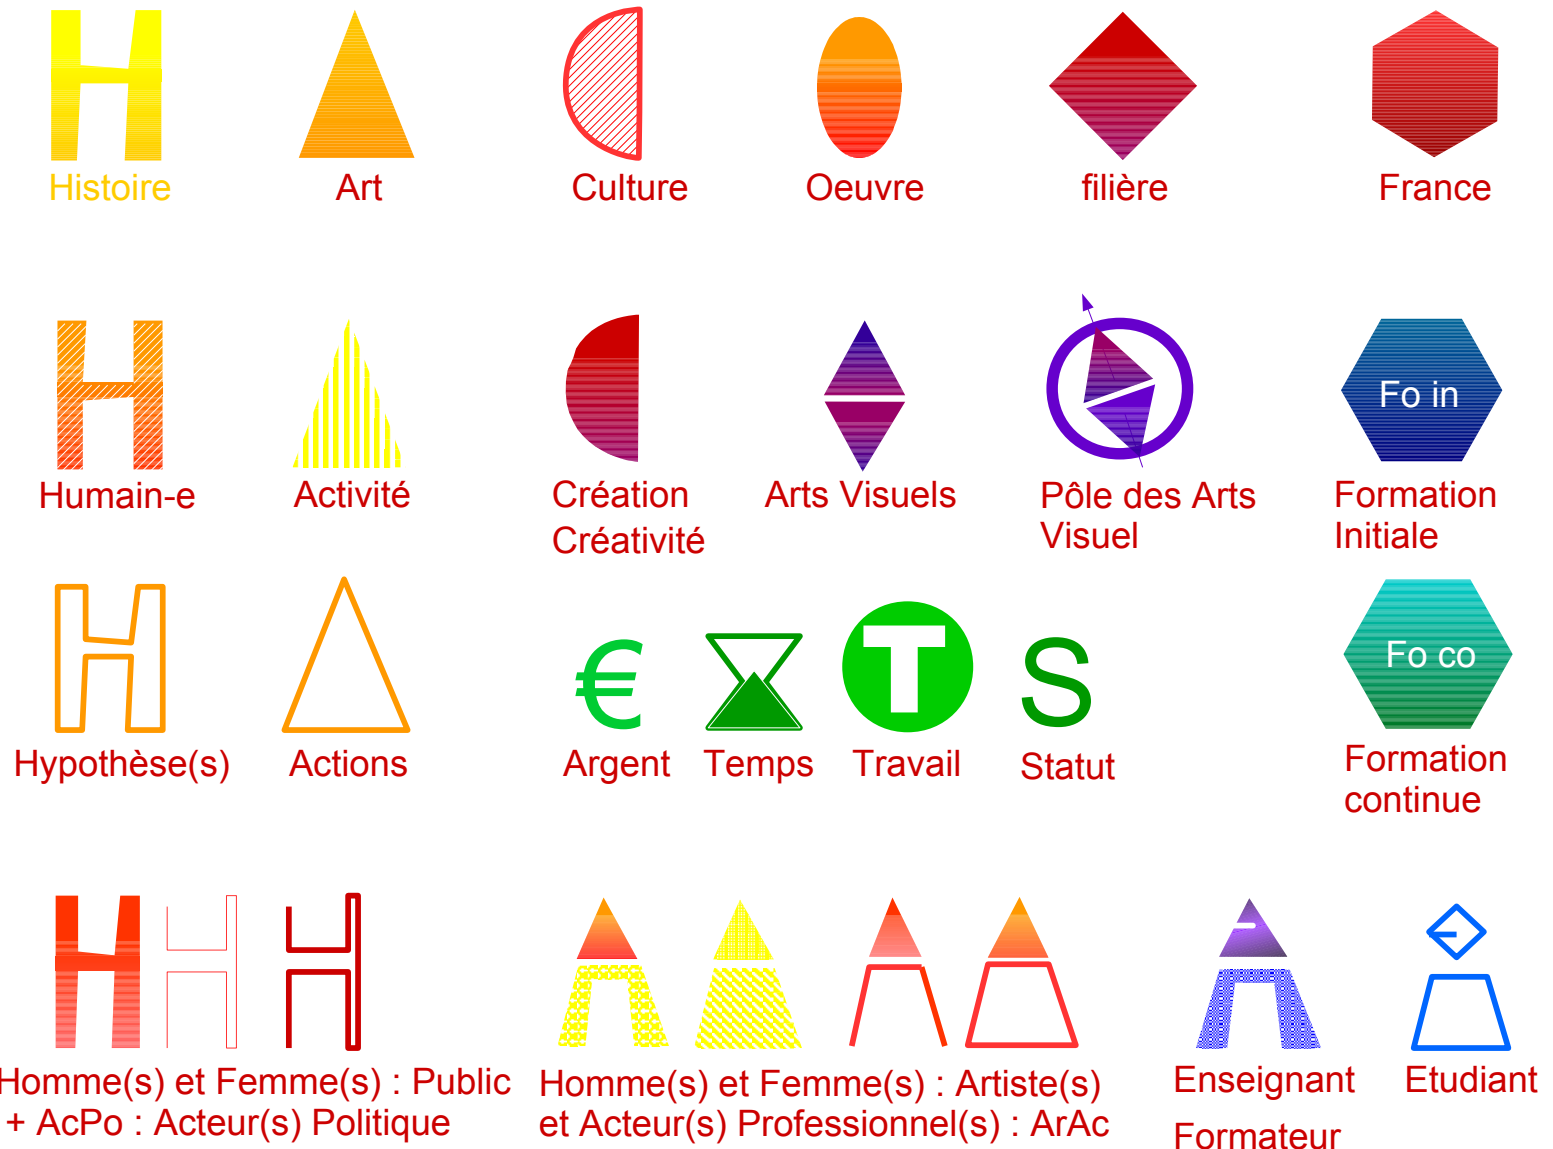 Histoire
Art
Culture
Oeuvre
filière
France
Fo in
Humain-e
Activité
Création
Créativité
Arts Visuels
Pôle des Arts
Visuel
Formation
Initiale
Fo co
€
T
S
Hypothèse(s)
Actions
Argent
Temps
Travail
Statut
Formation
continue
Homme(s) et Femme(s) : Public
+ AcPo : Acteur(s) Politique
Homme(s) et Femme(s) : Artiste(s)
et Acteur(s) Professionnel(s) : ArAc
Enseignant
Formateur
Etudiant